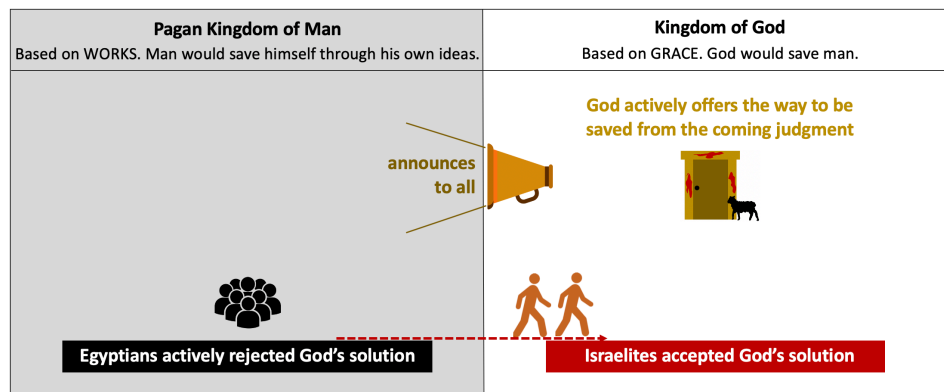 Pagan Kingdom of Man
Based on WORKS. Man would save himself through his own ideas.
Kingdom of God
Based on GRACE. God would save man.
God actively offers the way to be
saved from the coming judgment
announces
to all
Egyptians actively rejected God’s solution
Israelites accepted God’s solution